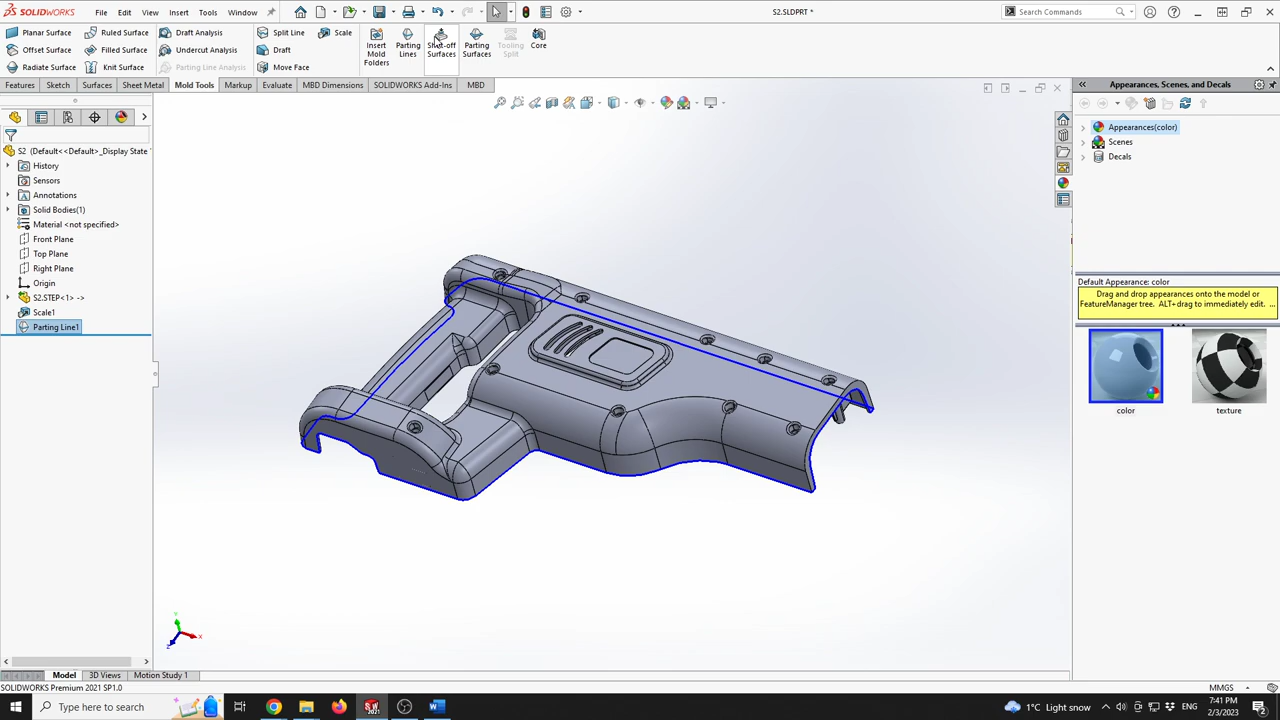 SOLIDWORKS File Edit View Insert Tools Window S2.SLDPRT * Search Commands
Planar Surface Ruled Surface Draft Analysis Split Line Scale
Offset Surface Filled Surface Undercut Analysis Draft
Radiate Surface Knit Surface Parting Line Analysis Move Face
Insert Mold Folders
Parting Lines
Shut-off Surfaces
Parting Surfaces
Tooling Split
Core
Features Sketch Surfaces Sheet Metal Mold Tools Markup Evaluate MBD Dimensions SOLIDWORKS Add-Ins MBD
S2 (Default<<Default>_Display State
History
Sensors
Annotations
Solid Bodies(1)
Material <not specified>
Front Plane
Top Plane
Right Plane
Origin
S2.STEP<1> ->
Scale1
Parting Line1
Y
X
Z
Appearances, Scenes, and Decals
Appearances(color)
Scenes
Decals
Default Appearance: color
Drag and drop appearances onto the model or
FeatureManager tree. ALT+drag to immediately edit. ...
color texture
Model 3D Views Motion Study 1
SOLIDWORKS Premium 2021 SP1.0 MMGS
Type here to search
1°C Light snow
7:41 PM
2/3/2023
2